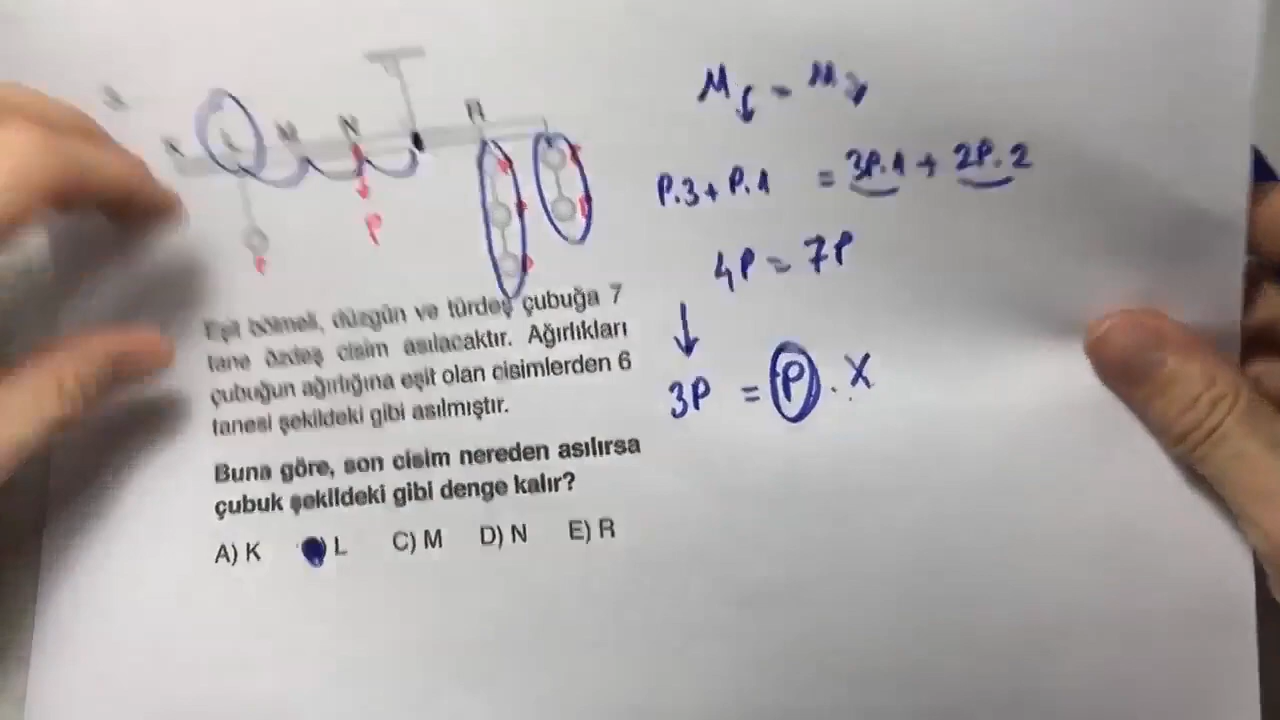 M = M
P.3 + P.1 = 3P.1 + 2P.2
4P = 7P
3P = P . X
N
P
Eşit bölmeli, düzgün ve türdeş çubuğa 7
tane özdeş cisim asılacaktır. Ağırlıkları
çubuğun ağırlığına eşit olan cisimlerden 6
tanesi şekildeki gibi asılmıştır.
Buna göre, son cisim nereden asılırsa
çubuk şekildeki gibi denge kalır?
A) K L C) M D) N E) R